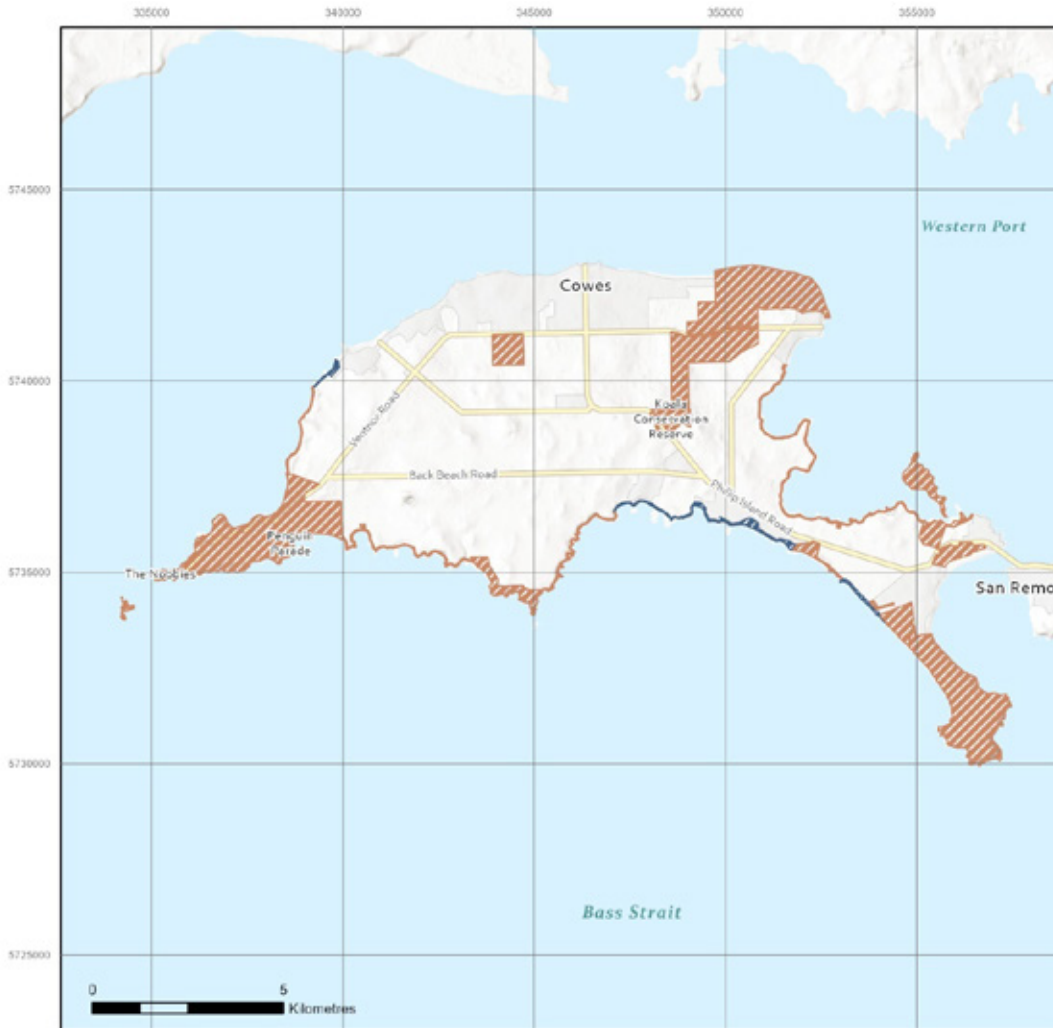 335000
340000
345000
350000
355000
5745000
Western Port
Cowes
5740000
Ventnor Road
Koala
Conservation
Reserve
Back Beach Road
Phillip Island Road
Penguin
Parade
5735000
The Nobbies
San Remo
5730000
Bass Strait
5725000
0 5
Kilometres